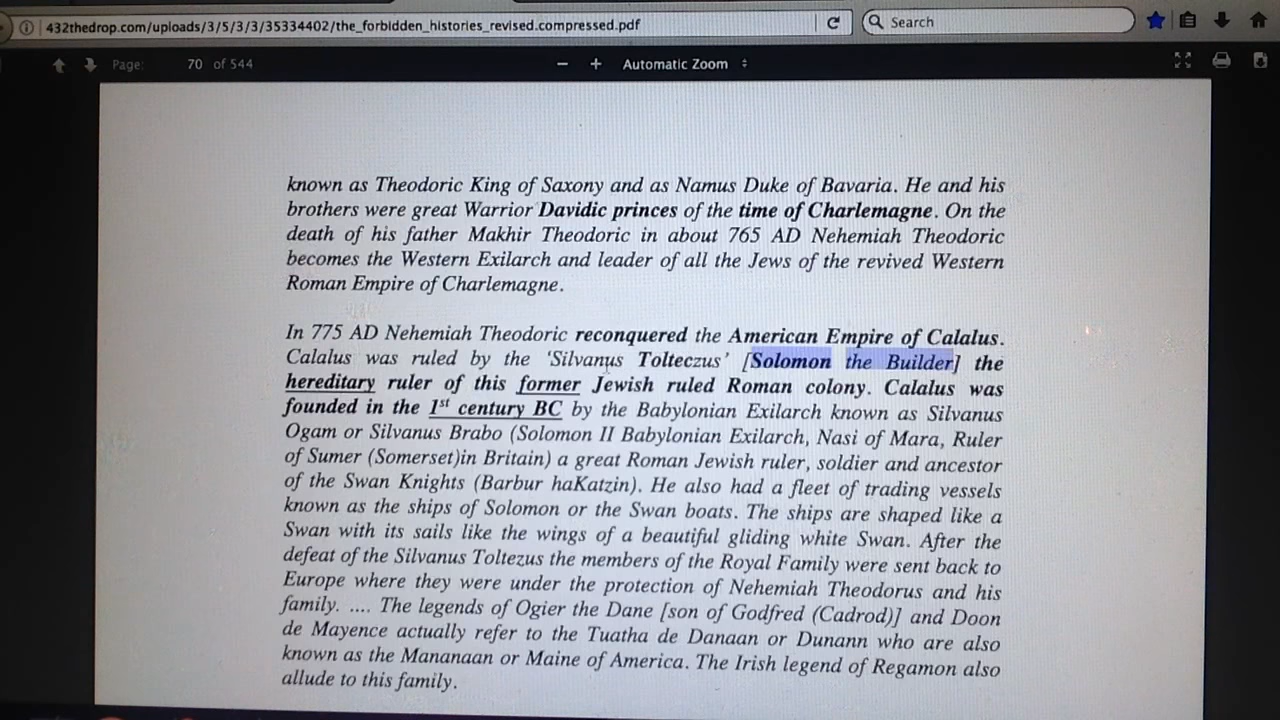 432thedrop.com/uploads/3/5/3/3/35334402/the_forbidden_histories_revised.compressed.pdf
Search
Page: 70 of 544
Automatic Zoom
known as Theodoric King of Saxony and as Namus Duke of Bavaria. He and his
brothers were great Warrior Davidic princes of the time of Charlemagne. On the
death of his father Makhir Theodoric in about 765 AD Nehemiah Theodoric
becomes the Western Exilarch and leader of all the Jews of the revived Western
Roman Empire of Charlemagne.
In 775 AD Nehemiah Theodoric reconquered the American Empire of Calalus.
Calalus was ruled by the ‘Silvanus Tolteczus’ [Solomon the Builder] the
hereditary ruler of this former Jewish ruled Roman colony. Calalus was
founded in the 1st century BC by the Babylonian Exilarch known as Silvanus
Ogam or Silvanus Brabo (Solomon II Babylonian Exilarch, Nasi of Mara, Ruler
of Sumer (Somerset)in Britain) a great Roman Jewish ruler, soldier and ancestor
of the Swan Knights (Barbur haKatzin). He also had a fleet of trading vessels
known as the ships of Solomon or the Swan boats. The ships are shaped like a
Swan with its sails like the wings of a beautiful gliding white Swan. After the
defeat of the Silvanus Toltezus the members of the Royal Family were sent back to
Europe where they were under the protection of Nehemiah Theodorus and his
family. .... The legends of Ogier the Dane [son of Godfred (Cadrod)] and Doon
de Mayence actually refer to the Tuatha de Danaan or Dunann who are also
known as the Mananaan or Maine of America. The Irish legend of Regamon also
allude to this family.